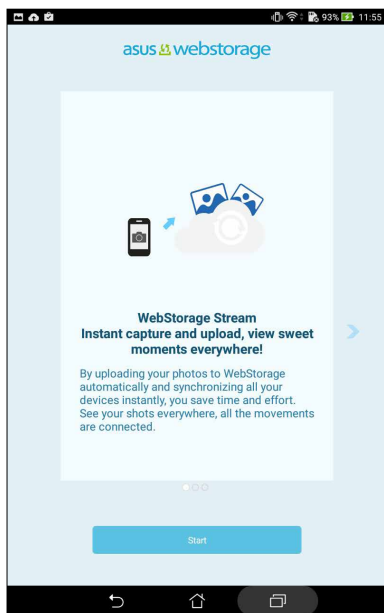 93% 11:55
asus webstorage
WebStorage Stream
Instant capture and upload, view sweet
moments everywhere!
By uploading your photos to WebStorage
automatically and synchronizing all your
devices instantly, you save time and effort.
See your shots everywhere, all the movements
are connected.
Start